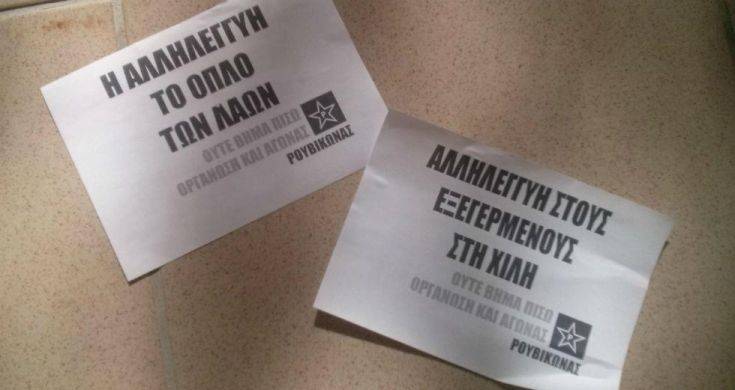 Η ΑΛΛΗΛΕΓΓΥΗ
ΤΟ ΟΠΛΟ
ΤΩΝ ΛΑΩΝ
ΟΥΤΕ ΒΗΜΑ ΠΙΣΩ
ΟΡΓΑΝΩΣΗ ΚΑΙ ΑΓΩΝΑΣ
Ρ
ΡΟΥΒΙΚΩΝΑΣ
ΑΛΛΗΛΕΓΓΥΗ ΣΤΟΥΣ
ΕΞΕΓΕΡΜΕΝΟΥΣ
ΣΤΗ ΧΙΛΗ
ΟΥΤΕ ΒΗΜΑ ΠΙΣΩ
ΟΡΓΑΝΩΣΗ ΚΑΙ ΑΓΩΝΑΣ
Ρ
ΡΟΥΒΙΚΩΝΑΣ